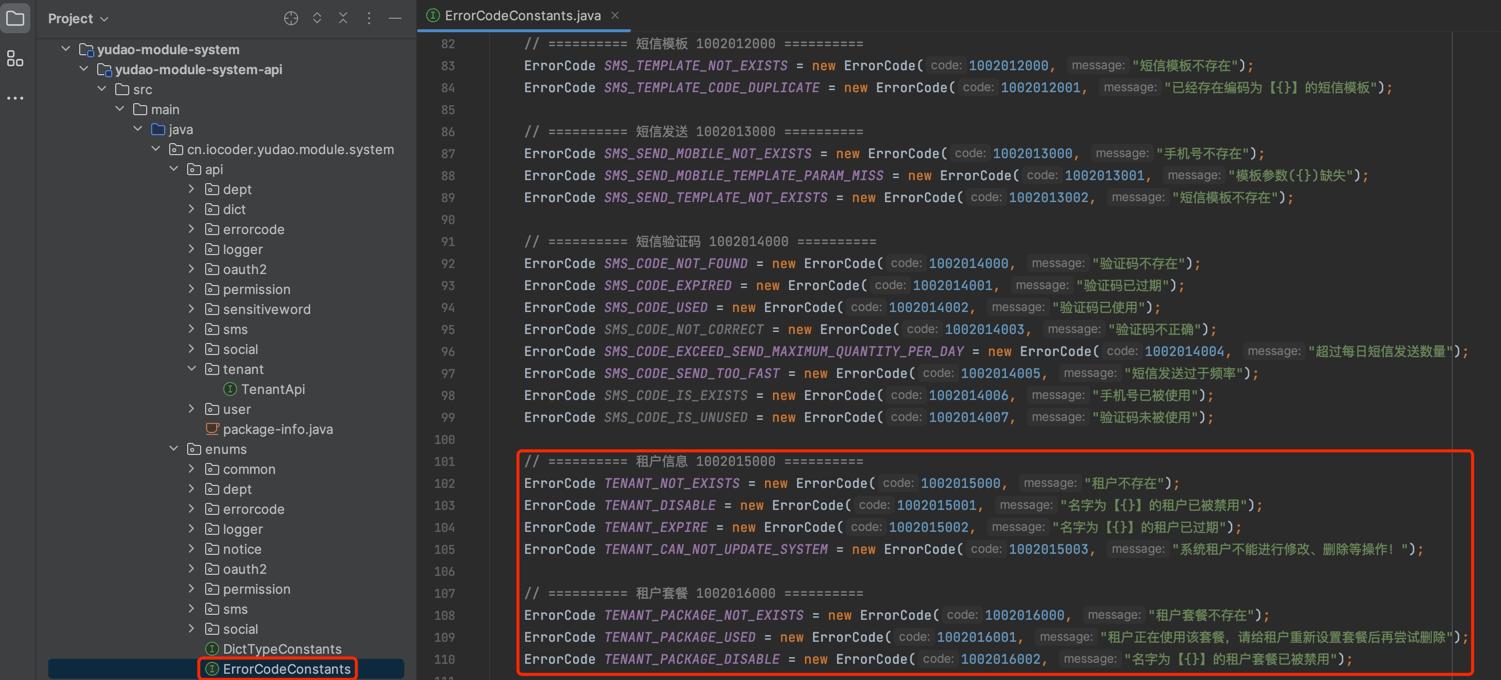 Project
yudao-module-system
yudao-module-system-api
src
main
java
cn.iocoder.yudao.module.system
api
dept
dict
errorcode
logger
oauth2
permission
sensitiveword
sms
social
tenant
TenantApi
user
package-info.java
enums
common
dept
errorcode
logger
notice
oauth2
permission
sms
social
DictTypeConstants
ErrorCodeConstants
ErrorCodeConstants.java
82 // ========== 短信模板 1002012000 ==========
83 ErrorCode SMS_TEMPLATE_NOT_EXISTS = new ErrorCode( code: 1002012000, message: "短信模板不存在");
84 ErrorCode SMS_TEMPLATE_CODE_DUPLICATE = new ErrorCode( code: 1002012001, message: "已经存在编码为【{}】的短信模板");
85
86 // ========== 短信发送 1002013000 ==========
87 ErrorCode SMS_SEND_MOBILE_NOT_EXISTS = new ErrorCode( code: 1002013000, message: "手机号不存在");
88 ErrorCode SMS_SEND_MOBILE_TEMPLATE_PARAM_MISS = new ErrorCode( code: 1002013001, message: "模板参数({})缺失");
89 ErrorCode SMS_SEND_TEMPLATE_NOT_EXISTS = new ErrorCode( code: 1002013002, message: "短信模板不存在");
90
91 // ========== 短信验证码 1002014000 ==========
92 ErrorCode SMS_CODE_NOT_FOUND = new ErrorCode( code: 1002014000, message: "验证码不存在");
93 ErrorCode SMS_CODE_EXPIRED = new ErrorCode( code: 1002014001, message: "验证码已过期");
94 ErrorCode SMS_CODE_USED = new ErrorCode( code: 1002014002, message: "验证码已使用");
95 ErrorCode SMS_CODE_NOT_CORRECT = new ErrorCode( code: 1002014003, message: "验证码不正确");
96 ErrorCode SMS_CODE_EXCEED_SEND_MAXIMUM_QUANTITY_PER_DAY = new ErrorCode( code: 1002014004, message: "超过每日短信发送数量");
97 ErrorCode SMS_CODE_SEND_TOO_FAST = new ErrorCode( code: 1002014005, message: "短信发送过于频率");
98 ErrorCode SMS_CODE_IS_EXISTS = new ErrorCode( code: 1002014006, message: "手机号已被使用");
99 ErrorCode SMS_CODE_IS_UNUSED = new ErrorCode( code: 1002014007, message: "验证码未被使用");
100
101 // ========== 租户信息 1002015000 ==========
102 ErrorCode TENANT_NOT_EXISTS = new ErrorCode( code: 1002015000, message: "租户不存在");
103 ErrorCode TENANT_DISABLE = new ErrorCode( code: 1002015001, message: "名字为【{}】的租户已被禁用");
104 ErrorCode TENANT_EXPIRE = new ErrorCode( code: 1002015002, message: "名字为【{}】的租户已过期");
105 ErrorCode TENANT_CAN_NOT_UPDATE_SYSTEM = new ErrorCode( code: 1002015003, message: "系统租户不能进行修改、删除等操作！");
106
107 // ========== 租户套餐 1002016000 ==========
108 ErrorCode TENANT_PACKAGE_NOT_EXISTS = new ErrorCode( code: 1002016000, message: "租户套餐不存在");
109 ErrorCode TENANT_PACKAGE_USED = new ErrorCode( code: 1002016001, message: "租户正在使用该套餐，请给租户重新设置套餐后再尝试删除");
110 ErrorCode TENANT_PACKAGE_DISABLE = new ErrorCode( code: 1002016002, message: "名字为【{}】的租户套餐已被禁用");